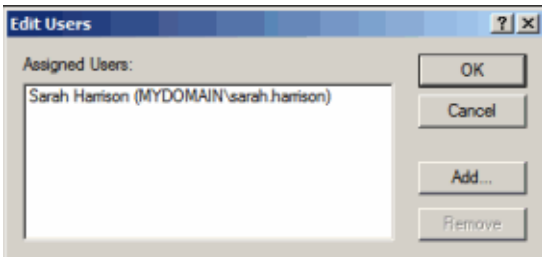 Edit Users
Assigned Users:
Sarah Harrison (MYDOMAIN\sarah.harrison)
OK
Cancel
Add...
Remove